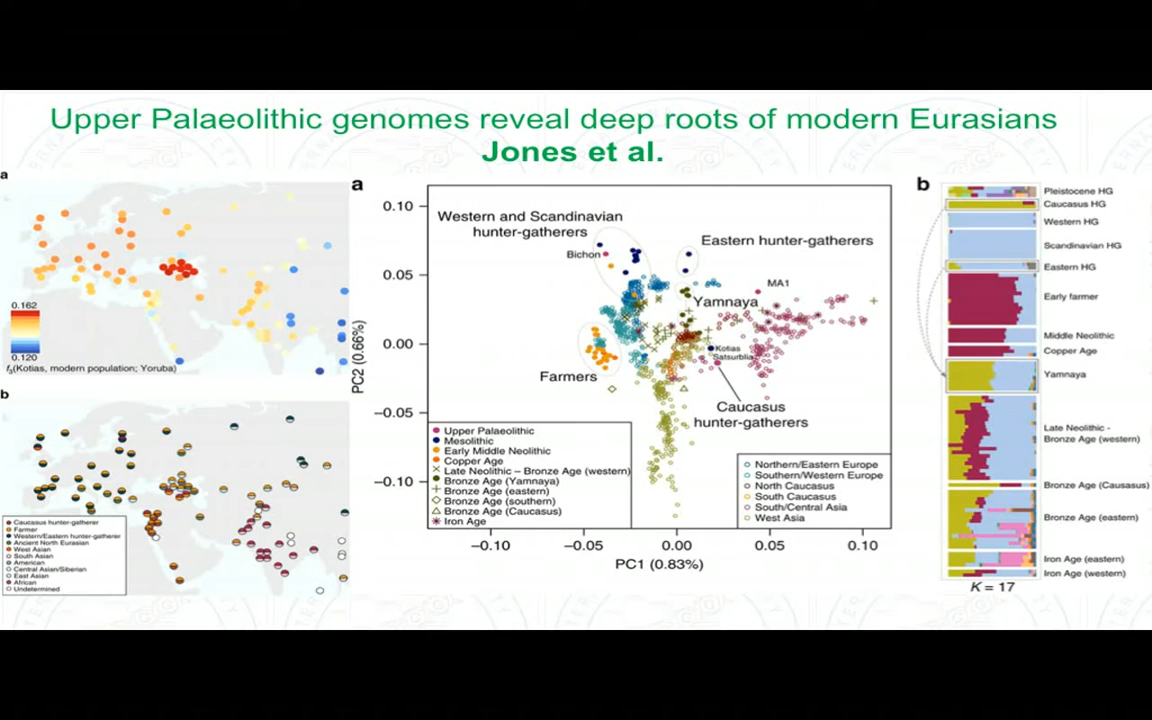 Upper Palaeolithic genomes reveal deep roots of modern Eurasians
Jones et al.
a
0.162
0.120
f3(Kotias, modern population; Yoruba)
b
Caucasus hunter-gatherer
Farmer
Western/Eastern hunter-gatherer
Ancient North Eurasian
West Asian
South Asian
American
Central Asian/Siberian
East Asian
African
Undetermined
a
PC2 (0.66%)
0.10
0.05
0.00
−0.05
−0.10
Western and Scandinavian
hunter-gatherers
Bichon
Eastern hunter-gatherers
MA1
Yamnaya
Kotias
Satsurblia
Farmers
Caucasus
hunter-gatherers
Upper Palaeolithic
Mesolithic
Early Middle Neolithic
Copper Age
Late Neolithic – Bronze Age (western)
Bronze Age (Yamnaya)
Bronze Age (eastern)
Bronze Age (southern)
Bronze Age (Caucasus)
Iron Age
Northern/Eastern Europe
Southern/Western Europe
North Caucasus
South Caucasus
South/Central Asia
West Asia
−0.10
−0.05
0.00
0.05
0.10
PC1 (0.83%)
b
Pleistocene HG
Caucasus HG
Western HG
Scandinavian HG
Eastern HG
Early farmer
Middle Neolithic
Copper Age
Yamnaya
Late Neolithic -
Bronze Age (western)
Bronze Age (Causasus)
Bronze Age (eastern)
Iron Age (eastern)
Iron Age (western)
K = 17